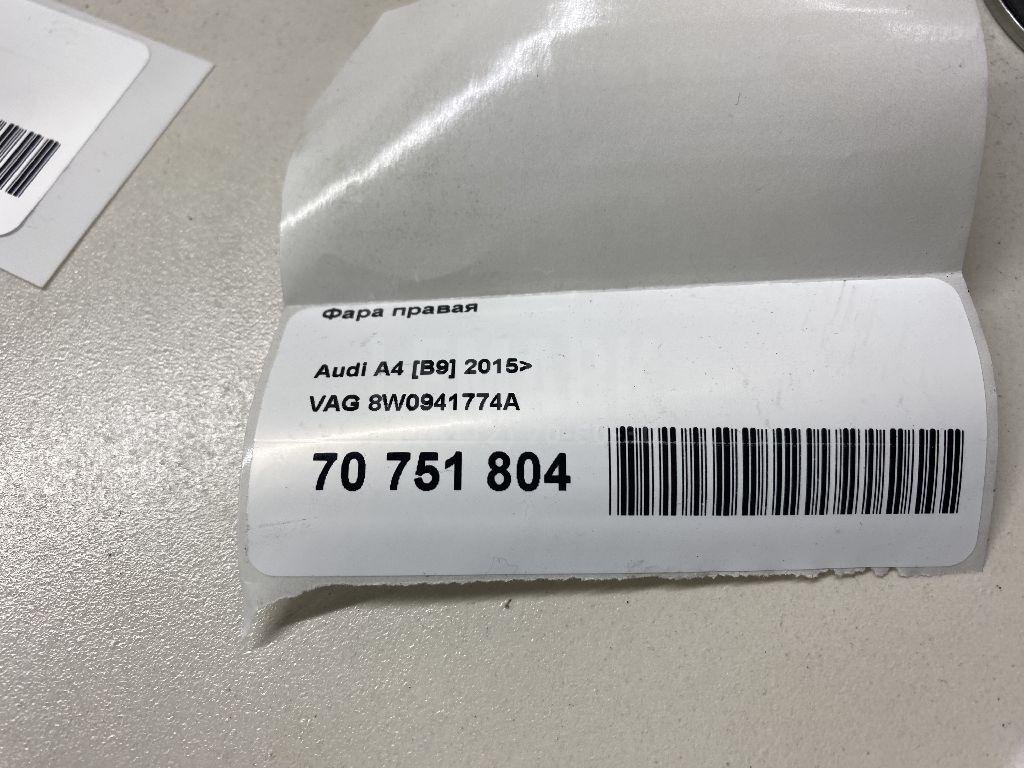 Фара правая
Audi A4 [B9] 2015>
VAG 8W0941774A
70 751 804